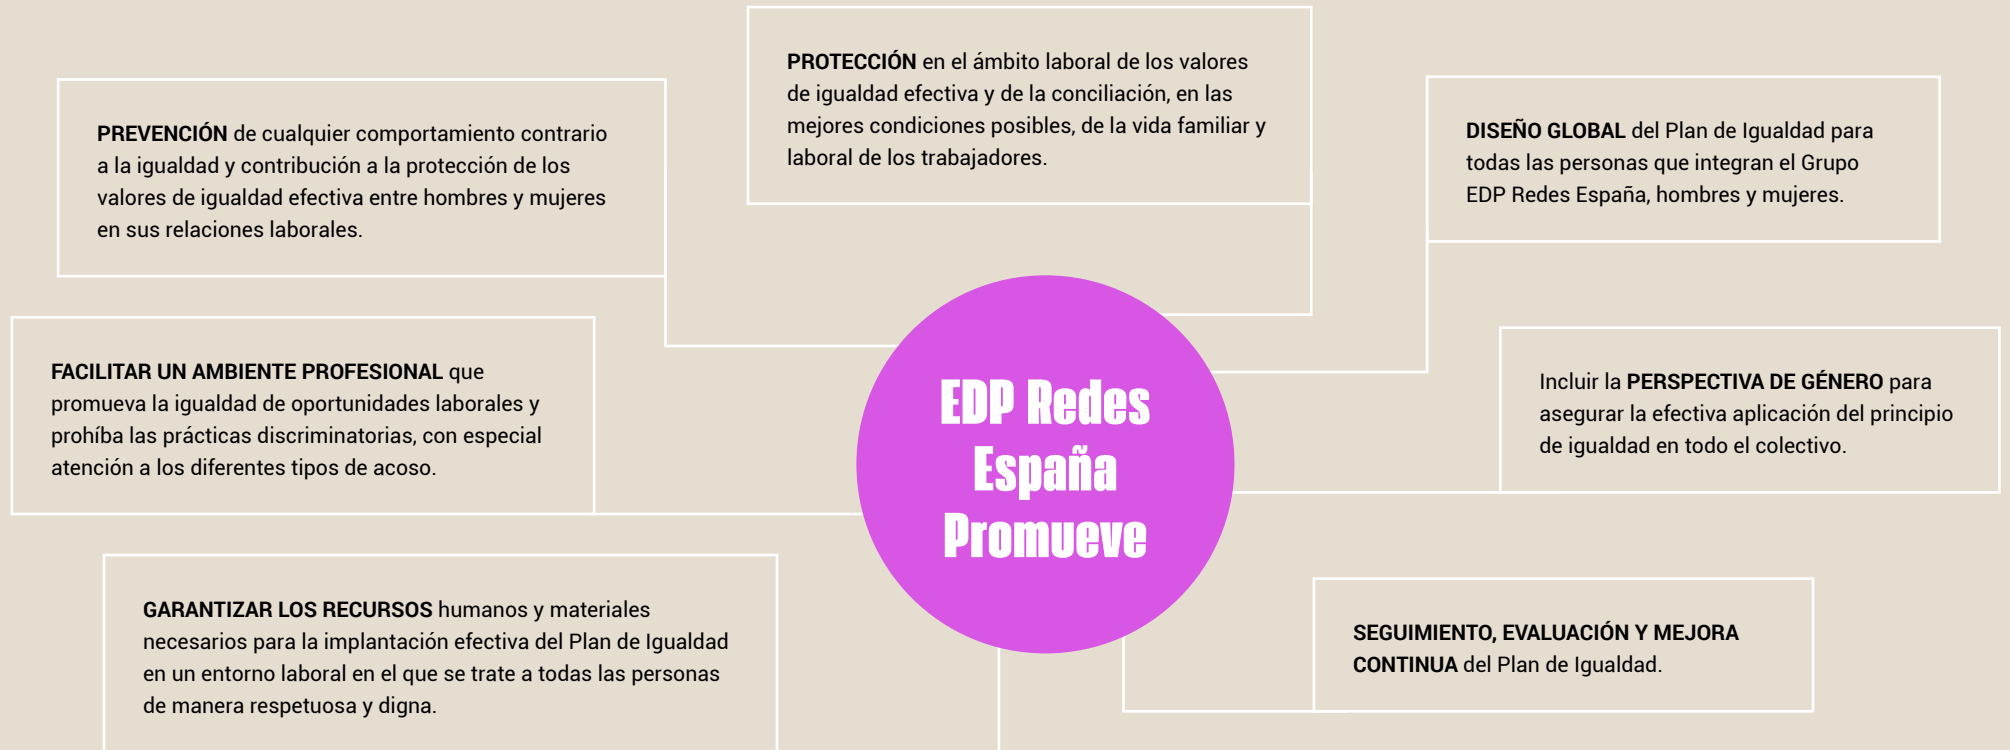 PROTECCIÓN en el ámbito laboral de los valores
de igualdad efectiva y de la conciliación, en las
mejores condiciones posibles, de la vida familiar y
laboral de los trabajadores.
PREVENCIÓN de cualquier comportamiento contrario
a la igualdad y contribución a la protección de los
valores de igualdad efectiva entre hombres y mujeres
en sus relaciones laborales.
DISEÑO GLOBAL del Plan de Igualdad para
todas las personas que integran el Grupo
EDP Redes España, hombres y mujeres.
FACILITAR UN AMBIENTE PROFESIONAL que
promueva la igualdad de oportunidades laborales y
prohíba las prácticas discriminatorias, con especial
atención a los diferentes tipos de acoso.
EDP Redes
España
Promueve
Incluir la PERSPECTIVA DE GÉNERO para
asegurar la efectiva aplicación del principio
de igualdad en todo el colectivo.
GARANTIZAR LOS RECURSOS humanos y materiales
necesarios para la implantación efectiva del Plan de Igualdad
en un entorno laboral en el que se trate a todas las personas
de manera respetuosa y digna.
SEGUIMIENTO, EVALUACIÓN Y MEJORA
CONTINUA del Plan de Igualdad.